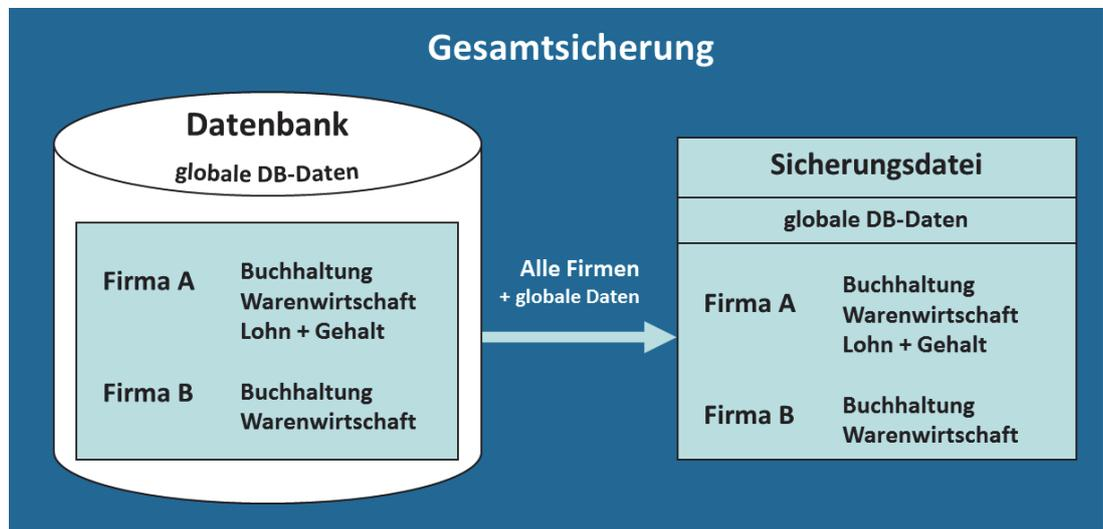 Gesamtsicherung
Datenbank
globale DB-Daten
Firma A
Buchhaltung
Warenwirtschaft
Lohn + Gehalt
Firma B
Buchhaltung
Warenwirtschaft
Alle Firmen
+ globale Daten
Sicherungsdatei
globale DB-Daten
Firma A
Buchhaltung
Warenwirtschaft
Lohn + Gehalt
Firma B
Buchhaltung
Warenwirtschaft